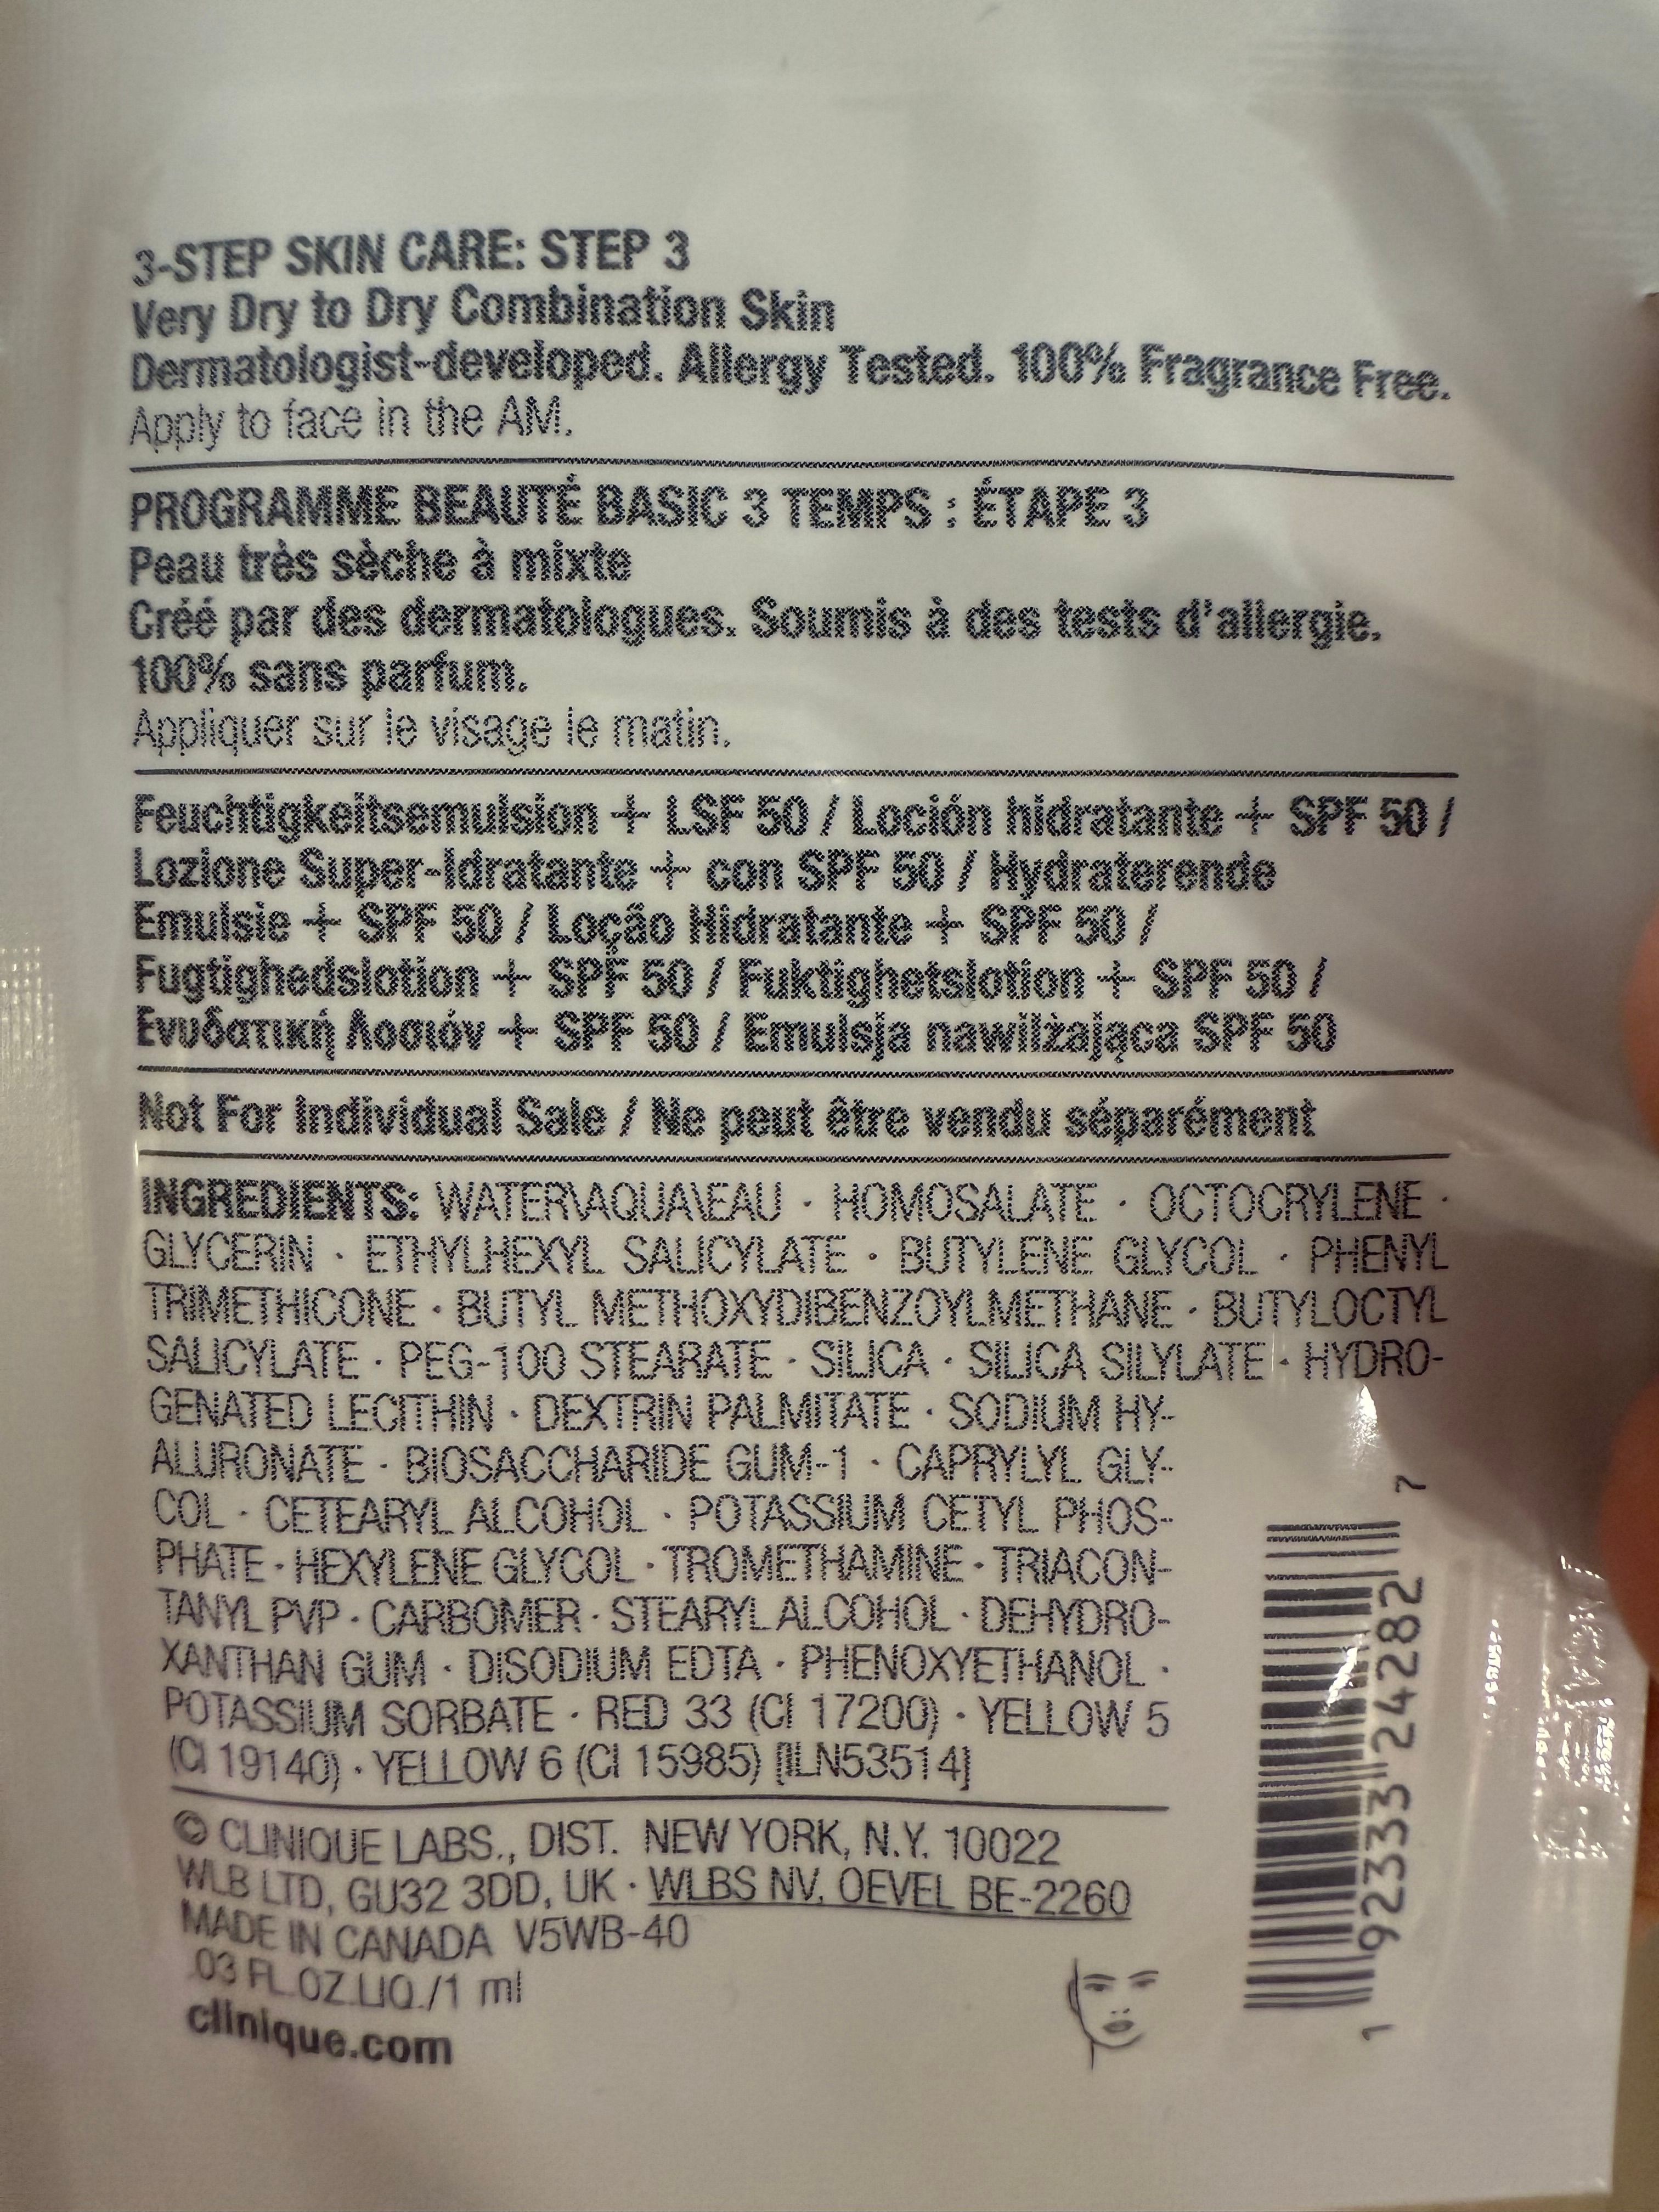 3-STEP SKIN CARE: STEP 3
Very Dry to Dry Combination Skin
Dermatologist-developed. Allergy Tested. 100% Fragrance Free.
Apply to face in the AM.
PROGRAMME BEAUTÉ BASIC 3 TEMPS : ÉTAPE 3
Peau très sèche à mixte
Créé par des dermatologues. Soumis à des tests d'allergie.
100% sans parfum.
Appliquer sur le visage le matin.
Feuchtigkeitsemulsion + LSF 50 / Loción hidratante + SPF 50 /
Lozione Super-Idratante + con SPF 50 / Hydraterende
Emulsie + SPF 50 / Loção Hidratante + SPF 50 /
Fugtighedslotion + SPF 50 / Fuktighetslotion + SPF 50 /
Ενυδατική Λοσιόν + SPF 50 / Emulsja nawilżająca SPF 50
Not For Individual Sale / Ne peut être vendu séparément
INGREDIENTS: WATER\AQUA\EAU · HOMOSALATE · OCTOCRYLENE ·
GLYCERIN · ETHYLHEXYL SALICYLATE · BUTYLENE GLYCOL · PHENYL
TRIMETHICONE · BUTYL METHOXYDIBENZOYLMETHANE · BUTYLOCTYL
SALICYLATE · PEG-100 STEARATE · SILICA · SILICA SILYLATE · HYDRO-
GENATED LECITHIN · DEXTRIN PALMITATE · SODIUM HY-
ALURONATE · BIOSACCHARIDE GUM-1 · CAPRYLYL GLY-
COL · CETEARYL ALCOHOL · POTASSIUM CETYL PHOS-
PHATE · HEXYLENE GLYCOL · TROMETHAMINE · TRIACON-
TANYL PVP · CARBOMER · STEARYL ALCOHOL · DEHYDRO-
XANTHAN GUM · DISODIUM EDTA · PHENOXYETHANOL ·
POTASSIUM SORBATE · RED 33 (CI 17200) · YELLOW 5
(CI 19140) · YELLOW 6 (CI 15985) [ILN53514]
© CLINIQUE LABS., DIST. NEW YORK, N.Y. 10022
WLB LTD, GU32 3DD, UK · WLBS NV, OEVEL BE-2260
MADE IN CANADA V5WB-40
.03 FL.OZ.LIQ./1 ml
clinique.com
1 92333 24282 7